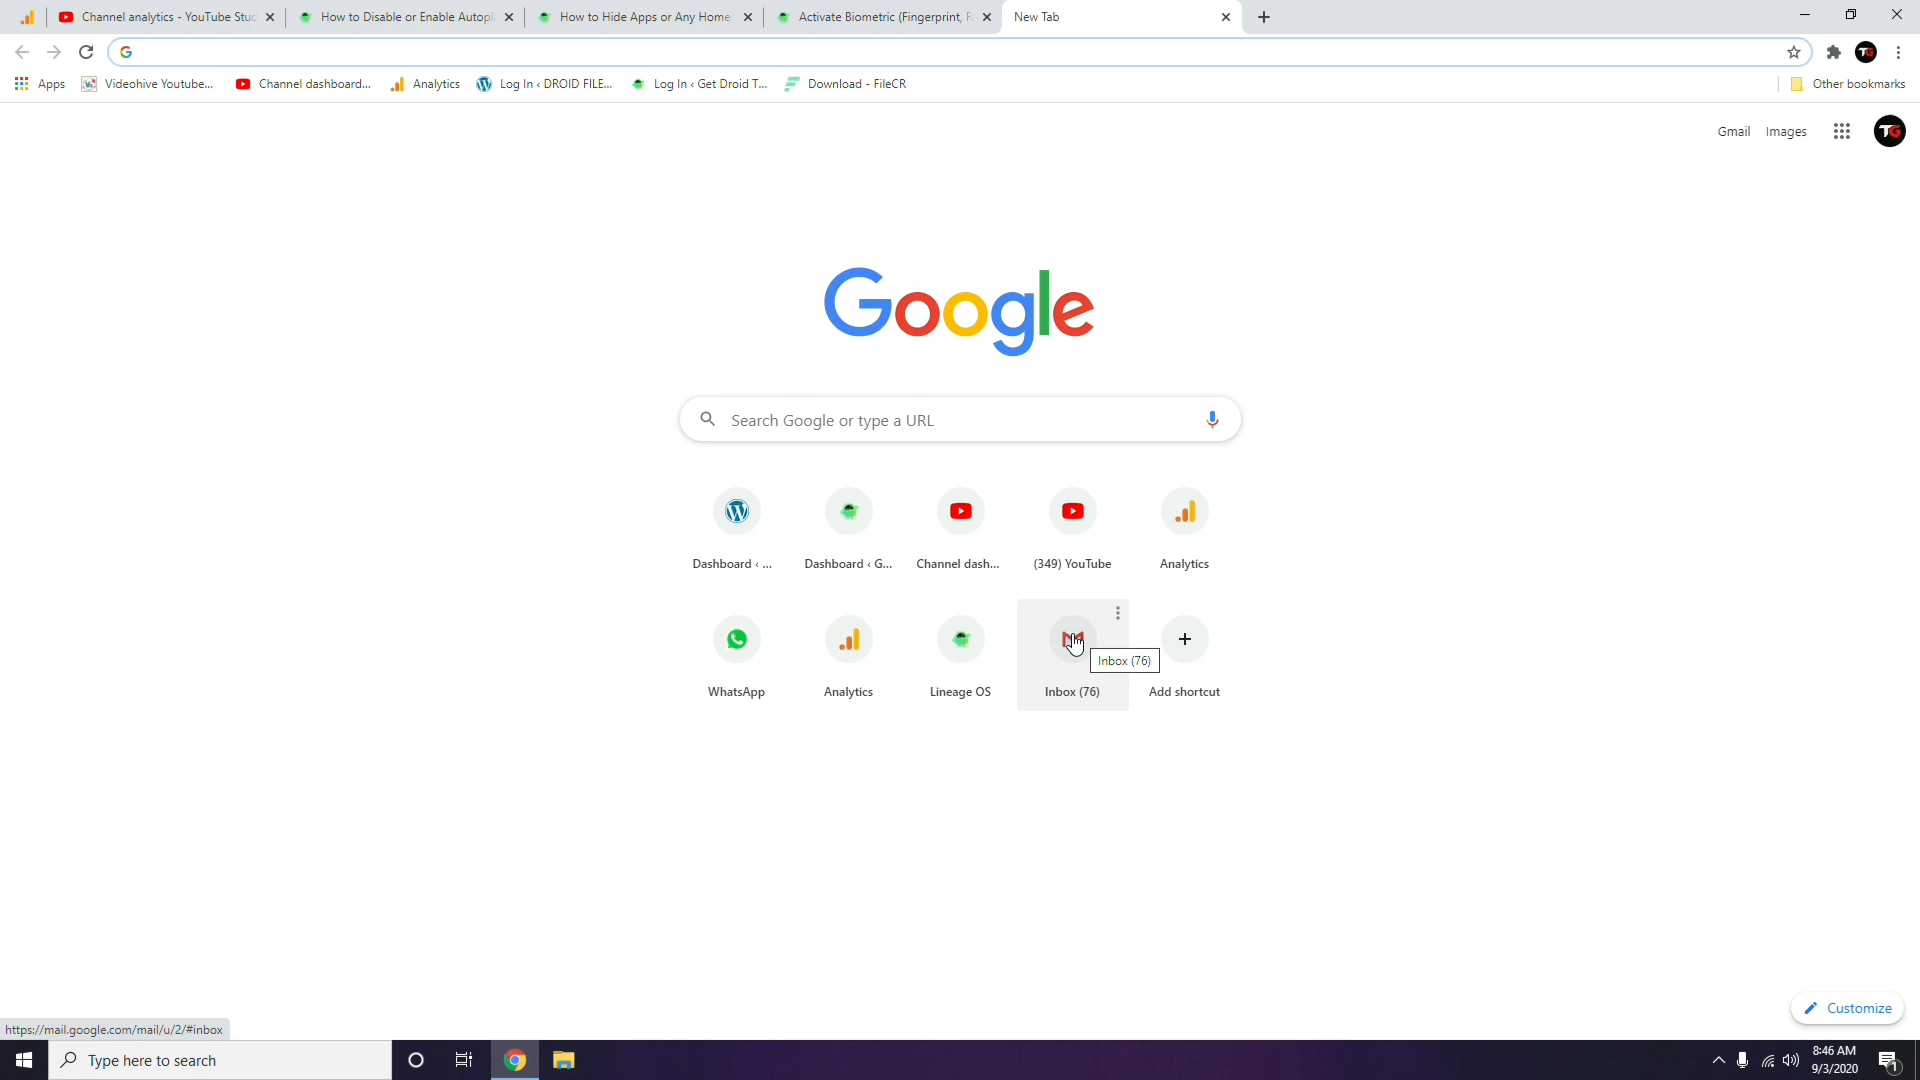 Channel analytics - YouTube Stud
How to Disable or Enable Autopl
How to Hide Apps or Any Home
Activate Biometric (Fingerprint, F
New Tab
Apps
Videohive Youtube...
Channel dashboard...
Analytics
Log In ‹ DROID FILE...
Log In ‹ Get Droid T...
Download - FileCR
Other bookmarks
Gmail
Images
TG
Google
Search Google or type a URL
Dashboard ‹ ...
Dashboard ‹ G...
Channel dash...
(349) YouTube
Analytics
WhatsApp
Analytics
Lineage OS
Inbox (76)
Inbox (76)
Add shortcut
Customize
https://mail.google.com/mail/u/2/#inbox
Type here to search
8:46 AM
9/3/2020
1